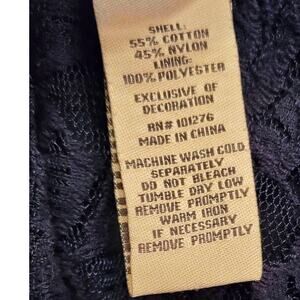 SHELL:
55% COTTON
45% NYLON
LINING:
100% POLYESTER
EXCLUSIVE OF
DECORATION
RN# 101276
MADE IN CHINA
MACHINE WASH COLD
SEPARATELY
DO NOT BLEACH
TUMBLE DRY LOW
REMOVE PROMPTLY
WARM IRON
IF NECESSARY
REMOVE PROMPTLY